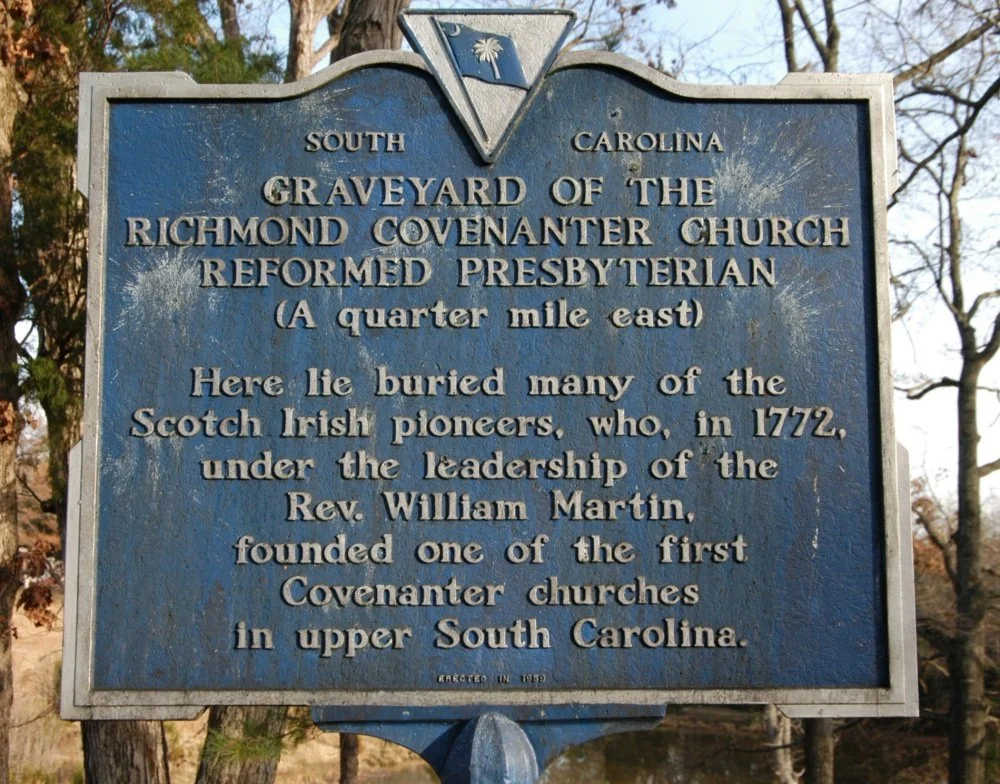 SOUTH CAROLINA
GRAVEYARD OF THE
RICHMOND COVENANTER CHURCH
REFORMED PRESBYTERIAN
(A quarter mile east)
Here lie buried many of the
Scotch Irish pioneers, who, in 1772,
under the leadership of the
Rev. William Martin,
founded one of the first
Covenanter churches
in upper South Carolina.
ERECTED IN